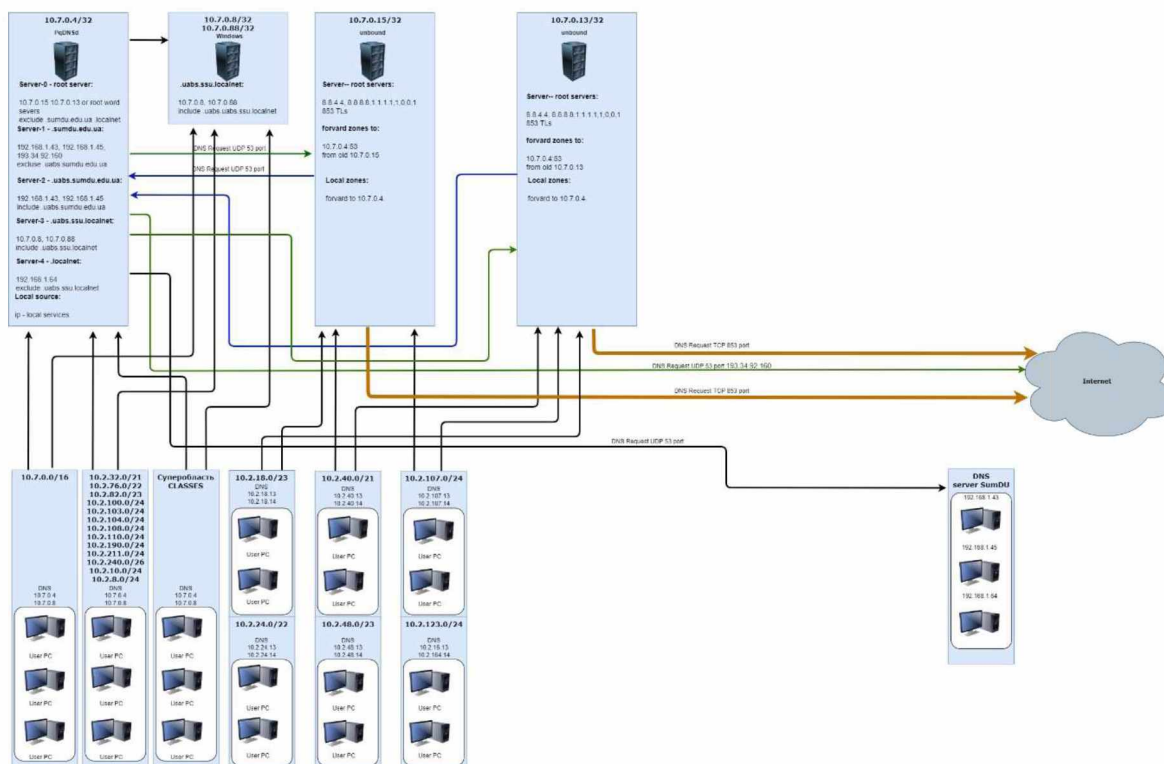 10.7.0.4/32
PqDNSd
Server-0 - root server:
10.7.0.15 10.7.0.13 or root word
severs
exclude .sumdu.edu.ua .localnet
Server-1 - .sumdu.edu.ua:
192.168.1.43, 192.168.1.45,
193.34.92.160
excluse .uabs.sumdu.edu.ua
Server-2 - .uabs.sumdu.edu.ua:
192.168.1.43, 192.168.1.45
include .uabs.sumdu.edu.ua
Server-3 - .uabs.ssu.localnet:
10.7.0.8, 10.7.0.88
include .uabs.ssu.localnet
Server-4 - .localnet:
192.168.1.64
exclude .uabs.ssu.localnet
Local source:
ip - local services
10.7.0.8/32
10.7.0.88/32
Windows
.uabs.ssu.localnet:
10.7.0.8, 10.7.0.88
include .uabs.uabs.ssu.localnet
10.7.0.15/32
unbound
Server-- root servers:
8.8.4.4, 8.8.8.8,1.1.1.1,1,0,0,1
853 TLs
forvard zones to:
10.7.0.4:53
from old 10.7.0.15
Local zones:
forvard to 10.7.0.4
10.7.0.13/32
unbound
Server-- root servers:
8.8.4.4, 8.8.8.8,1.1.1.1,1,0,0,1
853 TLs
forvard zones to:
10.7.0.4:53
from old 10.7.0.13
Local zones:
forvard to 10.7.0.4
DNS Request UDP 53 port
DNS Request UDP 53 port
DNS Request TCP 853 port
DNS Request UDP 53 port 193.34.92.160
DNS Request TCP 853 port
Internet
DNS Request UDP 53 port
10.7.0.0/16
DNS
10.7.0.4
10.7.0.8
User PC
User PC
User PC
10.2.32.0/21
10.2.76.0/22
10.2.82.0/23
10.2.100.0/24
10.2.103.0/24
10.2.104.0/24
10.2.108.0/24
10.2.110.0/24
10.2.190.0/24
10.2.211.0/24
10.2.240.0/26
10.2.10.0/24
10.2.8.0/24
DNS
10.7.0.4
10.7.0.8
User PC
User PC
User PC
Суперобласть
CLASSES
DNS
10.7.0.4
10.7.0.8
User PC
User PC
User PC
10.2.18.0/23
DNS
10.2.18.13
10.2.18.14
User PC
User PC
10.2.24.0/22
DNS
10.2.24.13
10.2.24.14
User PC
User PC
10.2.40.0/21
DNS
10.2.40.13
10.2.40.14
User PC
User PC
10.2.48.0/23
DNS
10.2.48.13
10.2.48.14
User PC
User PC
10.2.107.0/24
DNS
10.2.107.13
10.2.107.14
User PC
User PC
10.2.123.0/24
DNS
10.2.16.13
10.2.164.14
User PC
User PC
DNS
server SumDU
192.168.1.43
192.168.1.45
192.168.1.64